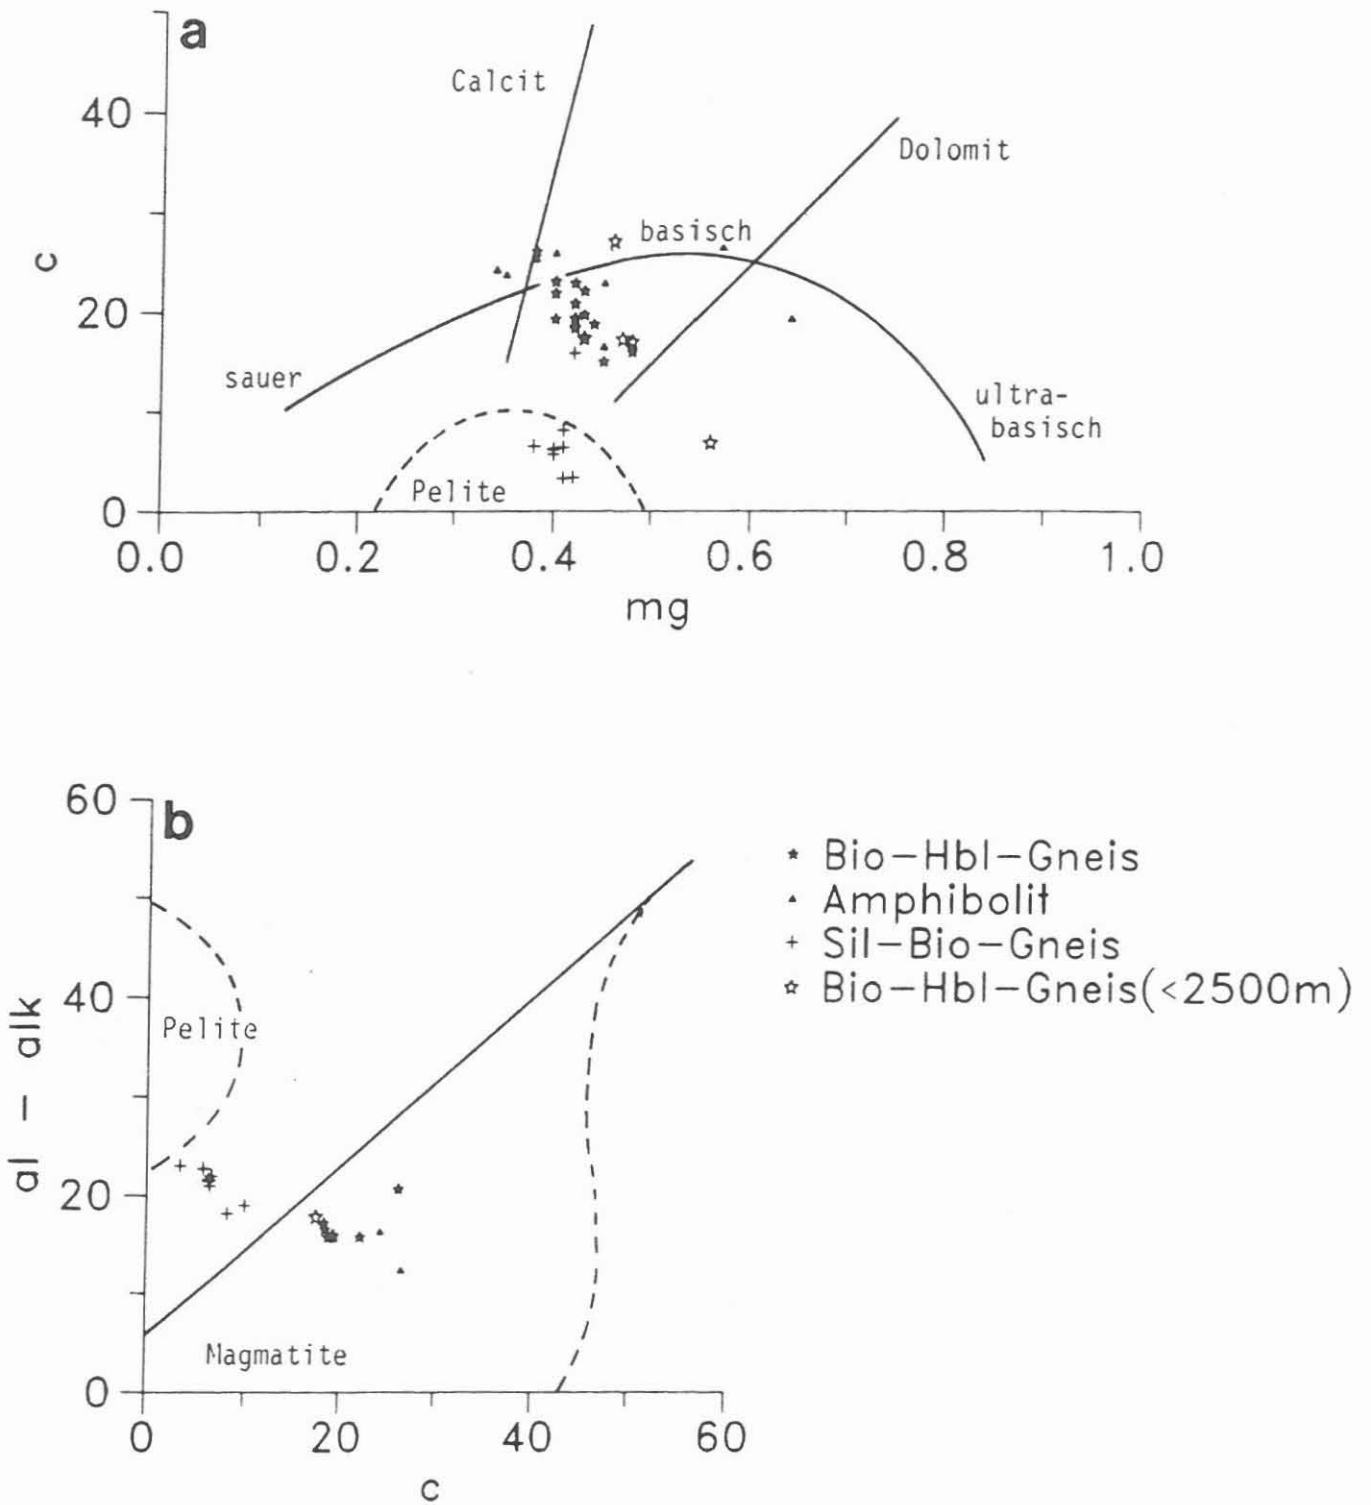 a
Calcit
40
Dolomit
basisch
c
20
sauer
ultra-
basisch
Pelite
0
0.0 0.2 0.4 0.6 0.8 1.0
mg
60
b
Bio-Hbl-Gneis
Amphibolit
Sil-Bio-Gneis
Bio-Hbl-Gneis(<2500m)
40
Pelite
al - alk
20
Magmatite
0
0 20 40 60
c